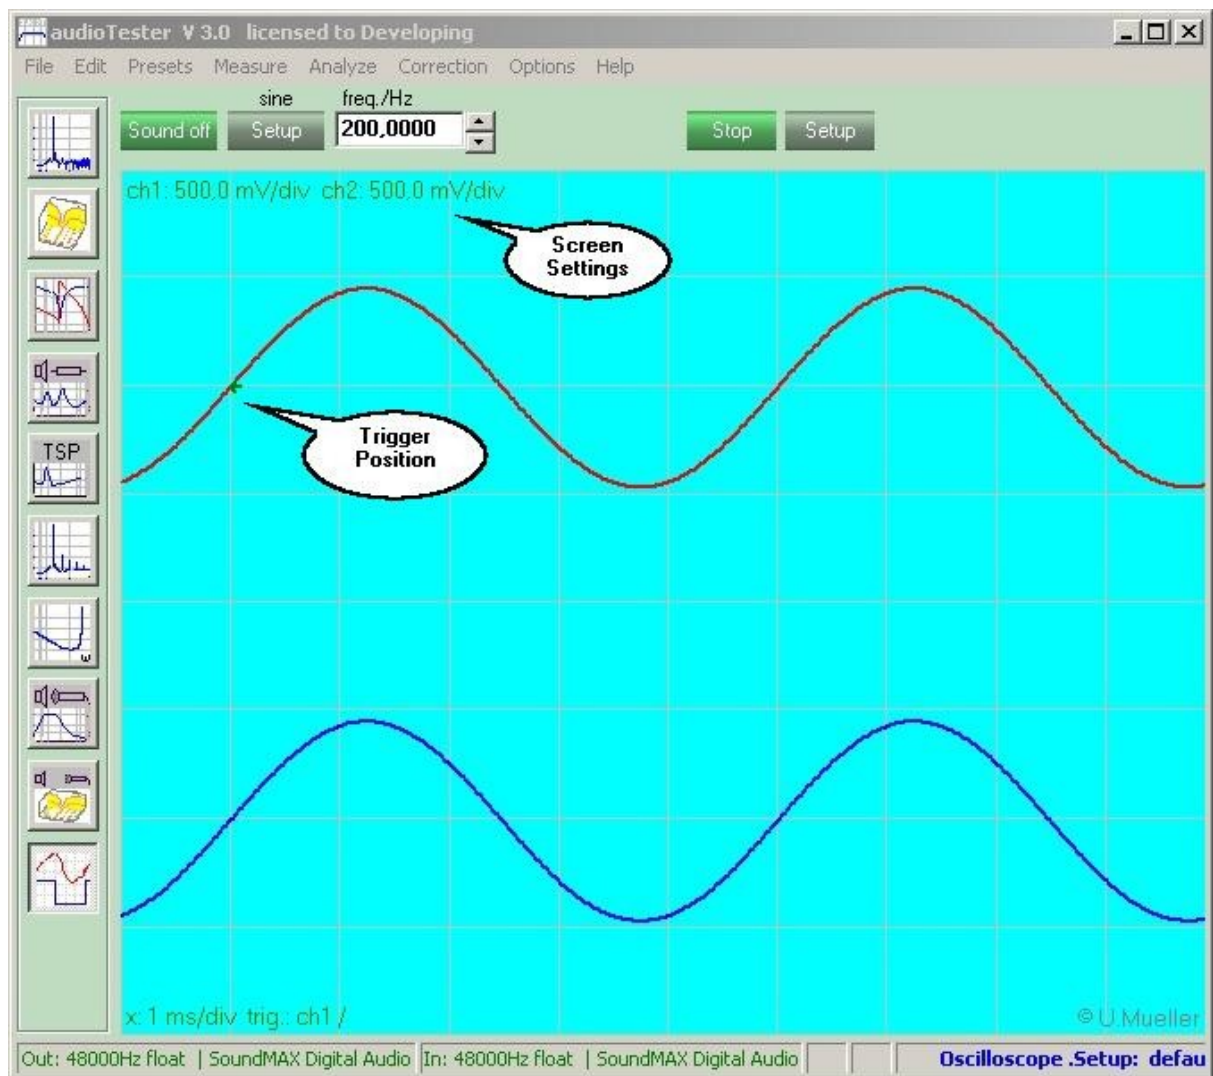 audioTester V 3.0 licensed to Developing
File Edit Presets Measure Analyze Correction Options Help
sine freq./Hz
Sound off Setup 200,0000 Stop Setup
ch1: 500,0 mV/div ch2: 500,0 mV/div
Screen
Settings
Trigger
Position
TSP
ω
x: 1 ms/div trig.: ch1 /
© U.Mueller
Out: 48000Hz float | SoundMAX Digital Audio In: 48000Hz float | SoundMAX Digital Audio Oscilloscope .Setup: defau